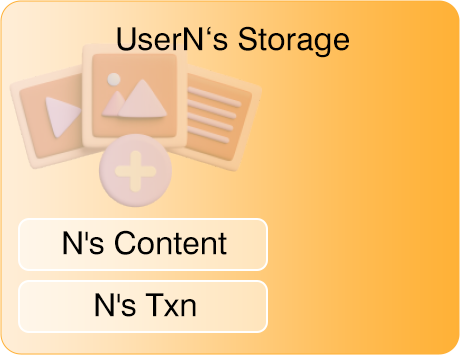 UserN‘s Storage
N's Content
N's Txn